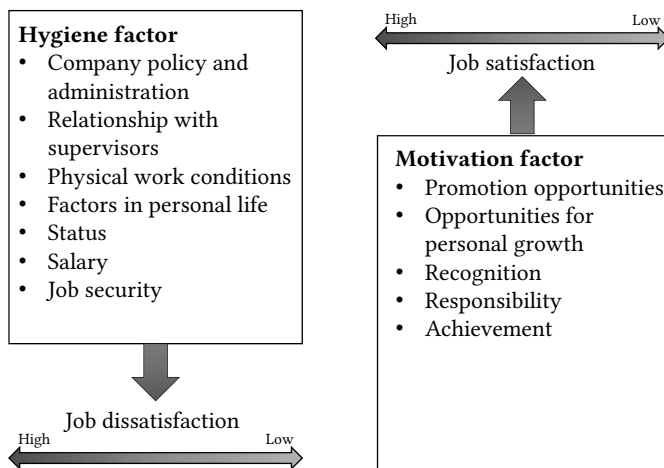 Hygiene factor
• Company policy and
administration
• Relationship with
supervisors
• Physical work conditions
• Factors in personal life
• Status
• Salary
• Job security
Job dissatisfaction
High Low
High Low
Job satisfaction
Motivation factor
• Promotion opportunities
• Opportunities for
personal growth
• Recognition
• Responsibility
• Achievement